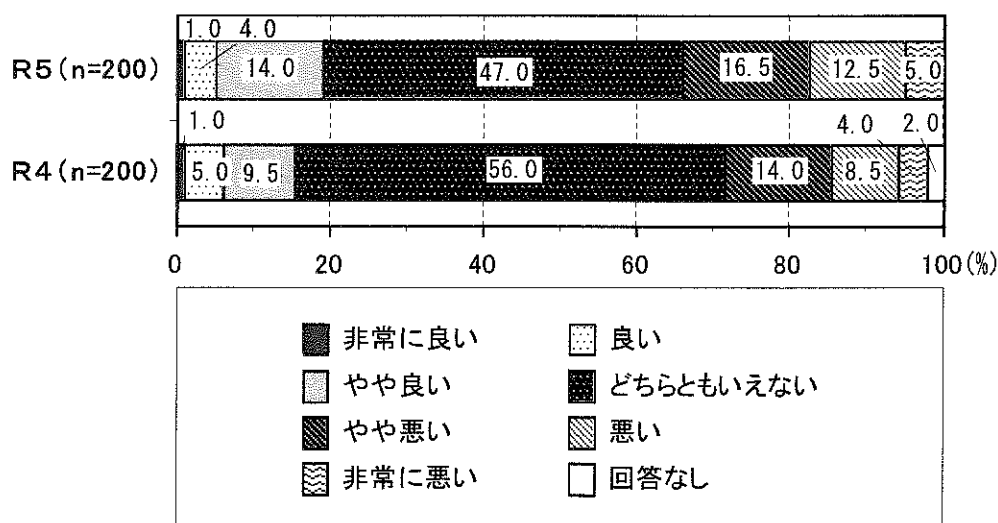 1.0 4.0
R5(n=200) 14.0 47.0 16.5 12.5 5.0
1.0 4.0 2.0
R4(n=200) 5.0 9.5 56.0 14.0 8.5
0 20 40 60 80 100(%)
非常に良い 良い
やや良い どちらともいえない
やや悪い 悪い
非常に悪い 回答なし